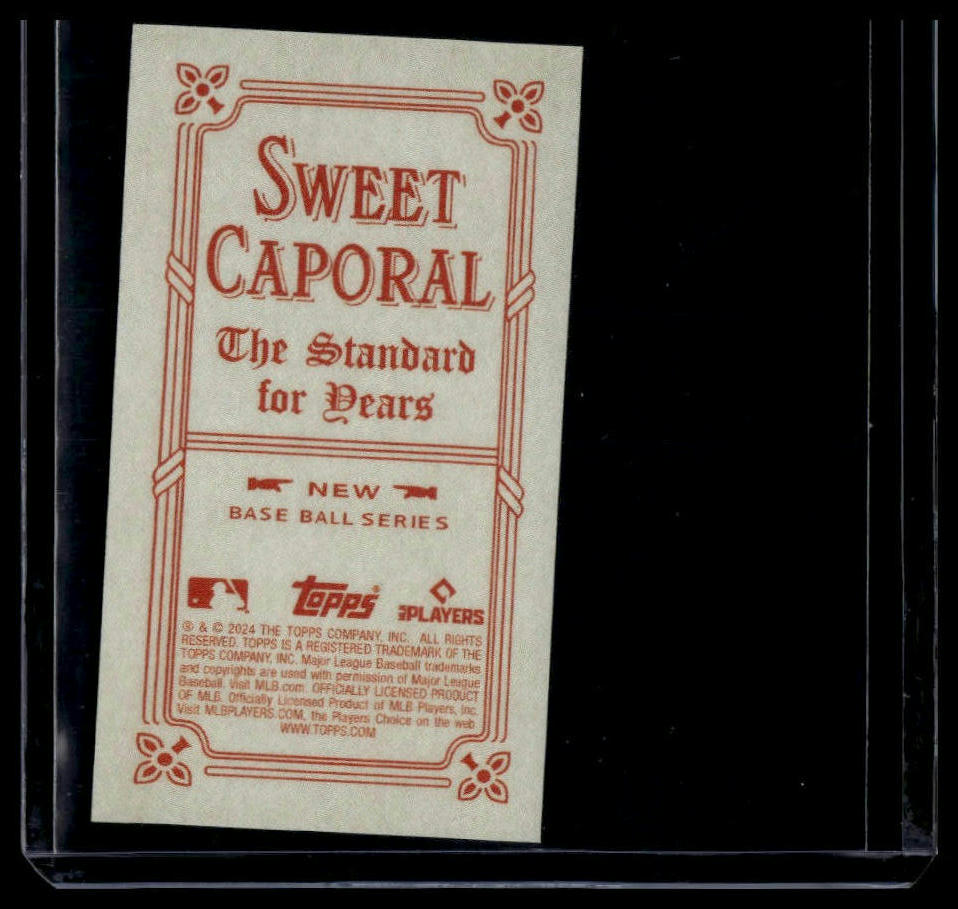 SWEET
CAPORAL
The Standard
for Years
NEW
BASE BALL SERIES
Topps®
MLB PLAYERS
® & © 2024 THE TOPPS COMPANY, INC. ALL RIGHTS
RESERVED. TOPPS IS A REGISTERED TRADEMARK OF THE
TOPPS COMPANY, INC. Major League Baseball trademarks
and copyrights are used with permission of Major League
Baseball. Visit MLB.com. OFFICIALLY LICENSED PRODUCT
OF MLB. Officially Licensed Product of MLB Players, Inc.
Visit MLBPLAYERS.COM, the Players Choice on the web.
WWW.TOPPS.COM